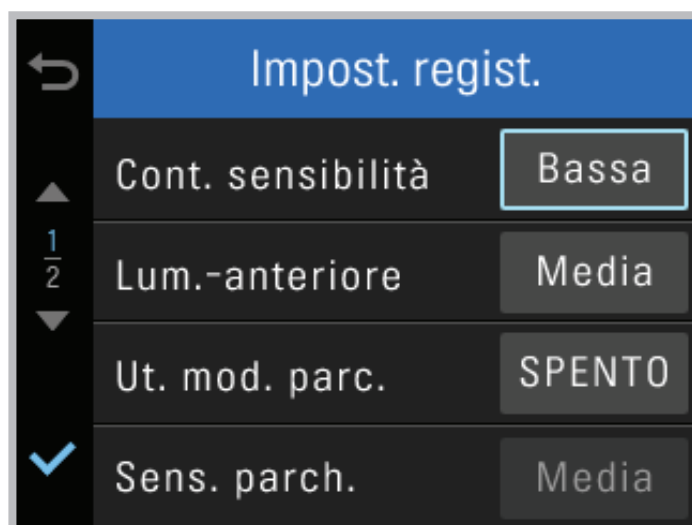 Impost. regist.
Cont. sensibilità Bassa
1
2
Lum.-anteriore Media
Ut. mod. parc. SPENTO
Sens. parch. Media